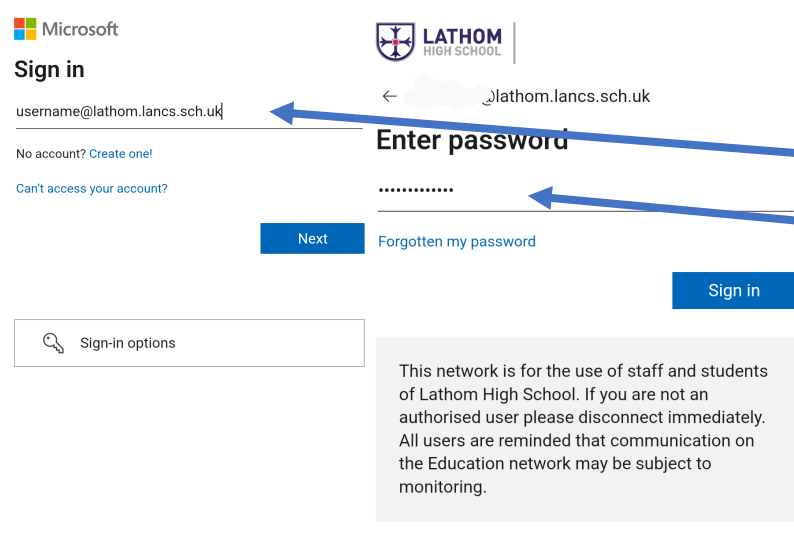 Microsoft
Sign in
username@lathom.lancs.sch.uk
No account? Create one!
Can't access your account?
Next
Sign-in options
LATHOM
HIGH SCHOOL
@lathom.lancs.sch.uk
Enter password
•••••••••••••
Forgotten my password
Sign in
This network is for the use of staff and students
of Lathom High School. If you are not an
authorised user please disconnect immediately.
All users are reminded that communication on
the Education network may be subject to
monitoring.